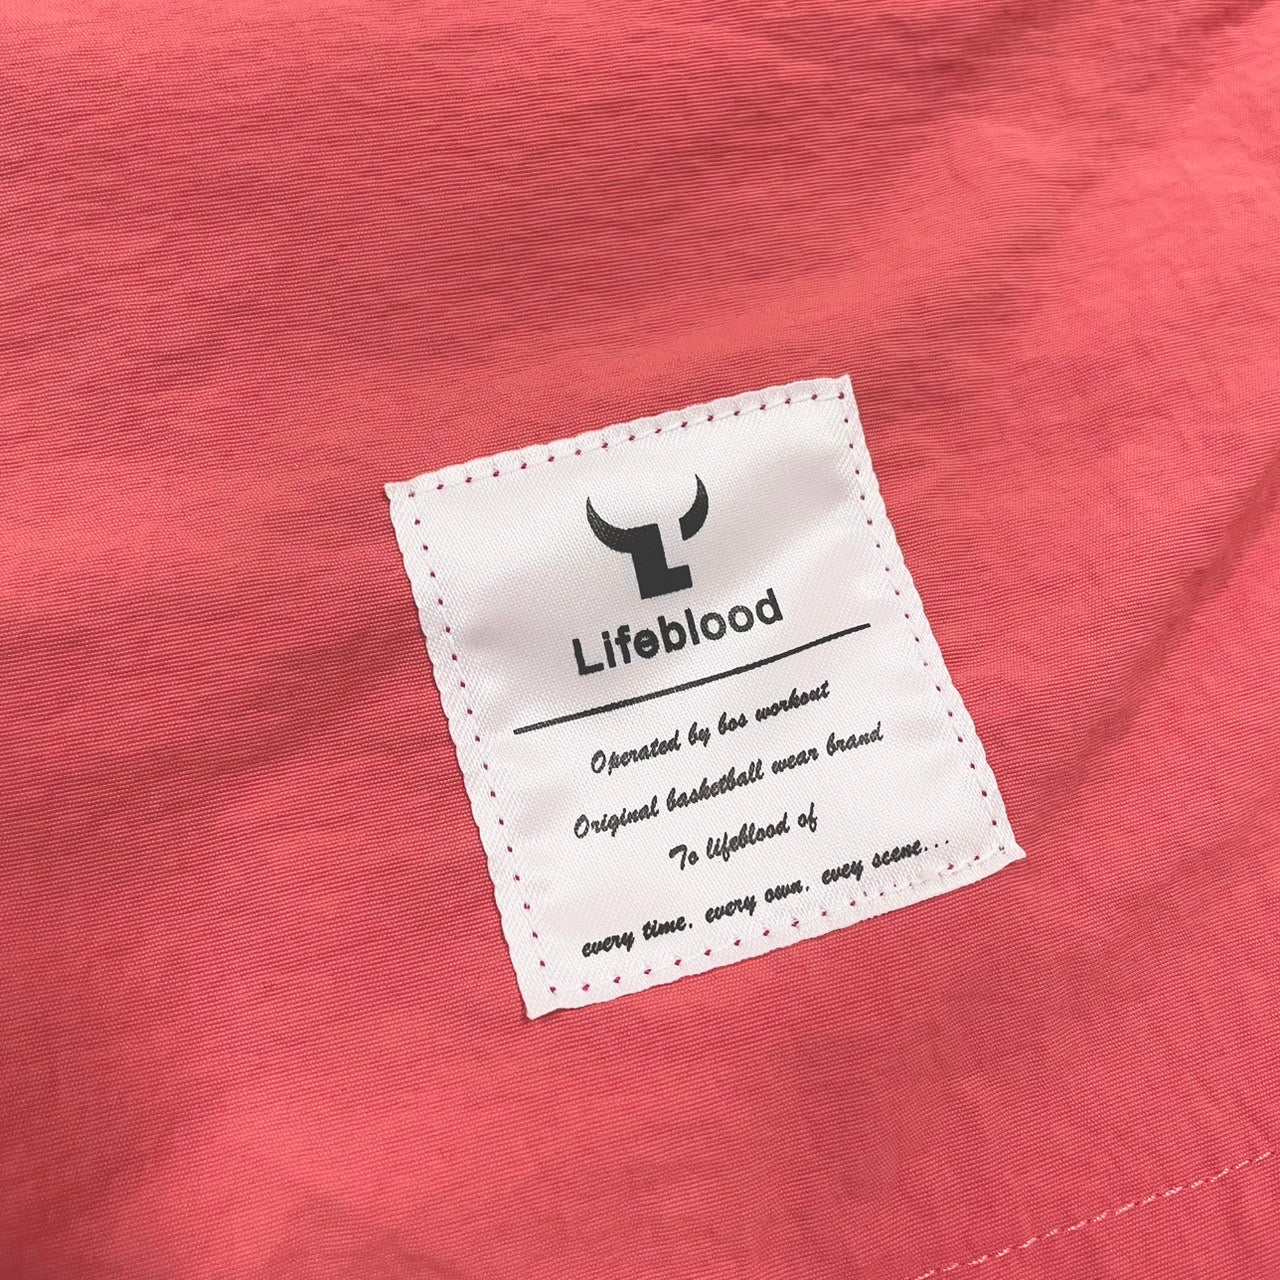 Lifeblood
Operated by bos workout
Original basketball wear brand
To lifeblood of
every time, every own, evey scene...